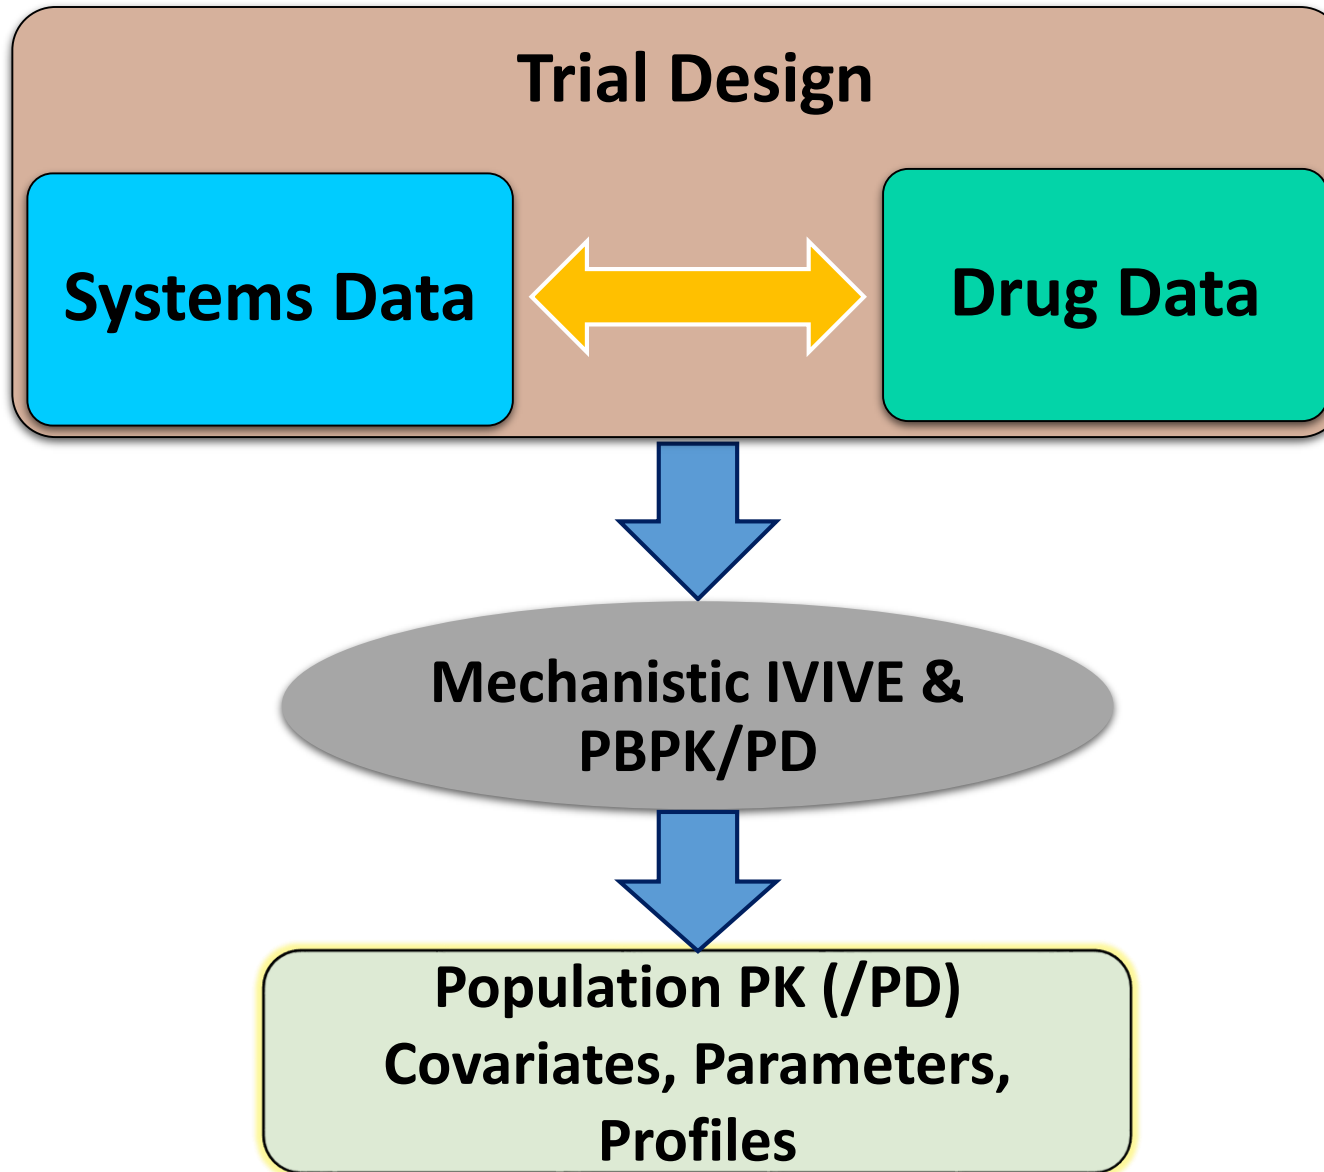 Trial Design
Systems Data
Drug Data
Mechanistic IVIVE &
PBPK/PD
Population PK (/PD)
Covariates, Parameters,
Profiles